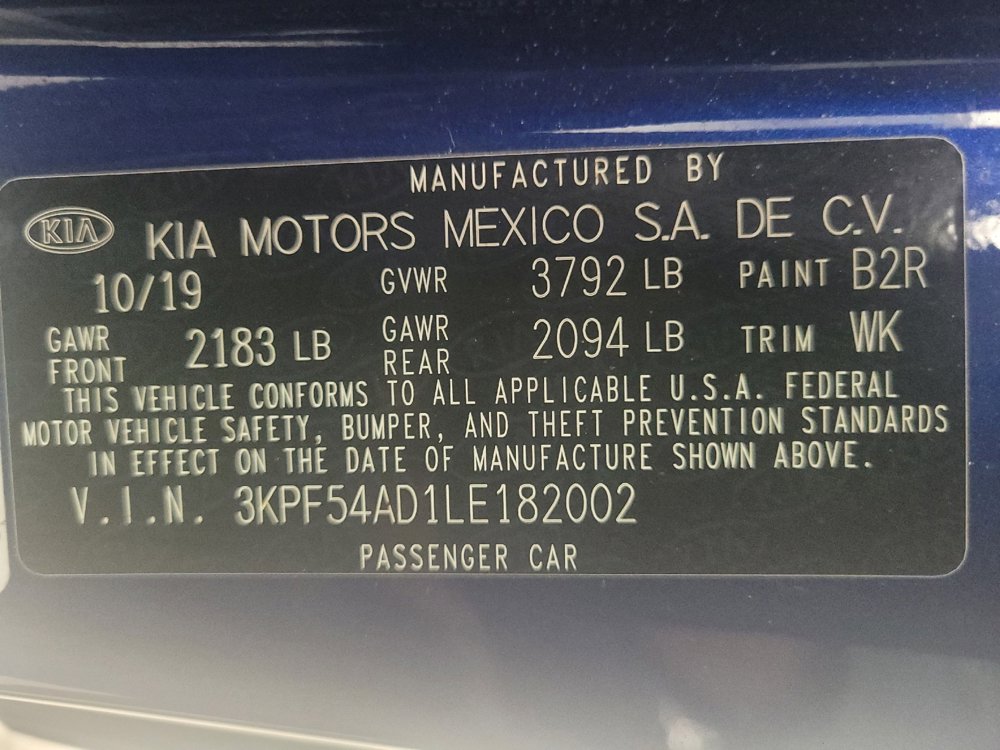 MANUFACTURED BY
KIA KIA MOTORS MEXICO S.A. DE C.V.
10/19 GVWR 3792 LB PAINT B2R
GAWR FRONT 2183 LB GAWR REAR 2094 LB TRIM WK
THIS VEHICLE CONFORMS TO ALL APPLICABLE U.S.A. FEDERAL
MOTOR VEHICLE SAFETY, BUMPER, AND THEFT PREVENTION STANDARDS
IN EFFECT ON THE DATE OF MANUFACTURE SHOWN ABOVE.
V.I.N. 3KPF54AD1LE182002
PASSENGER CAR